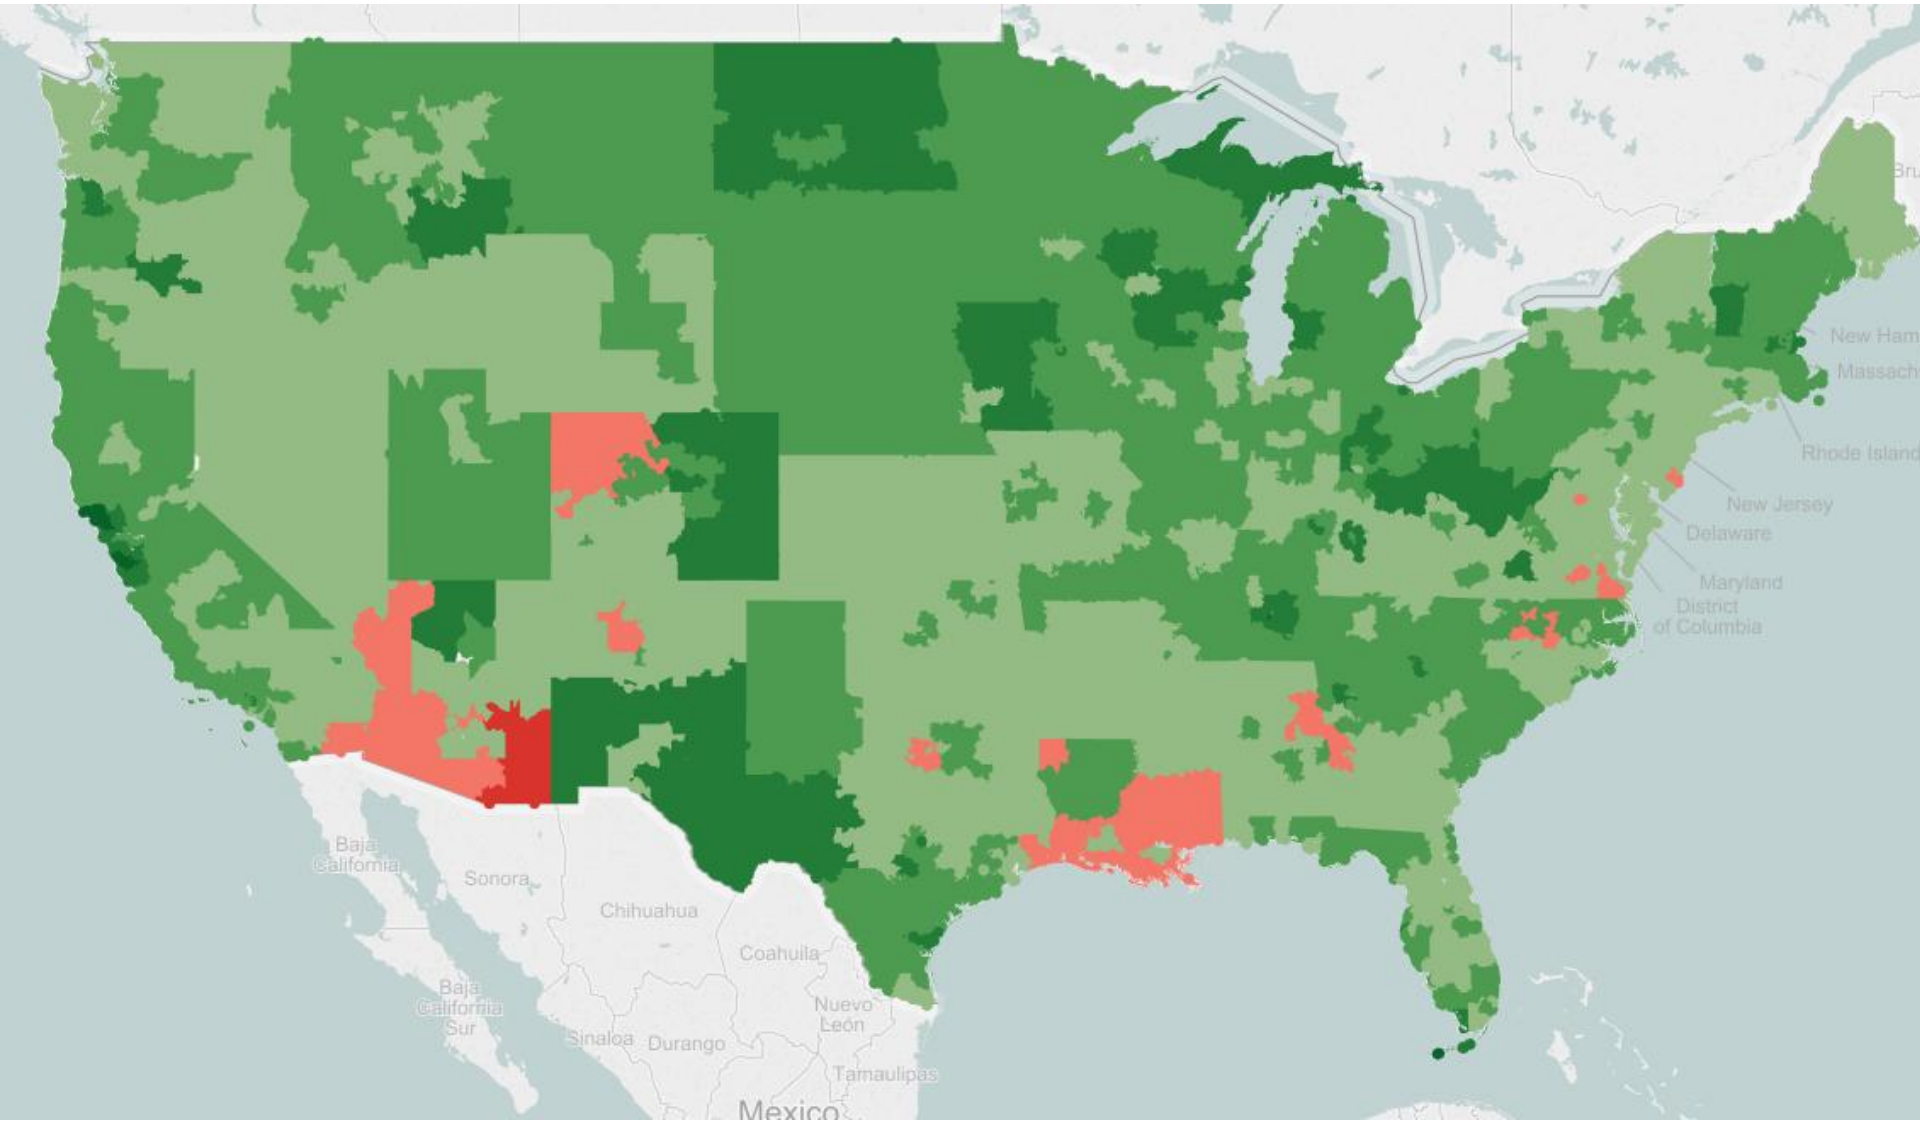 Bru
New Ham
Massach
Rhode Island
New Jersey
Delaware
Maryland
District
of Columbia
Baja
California
Sonora
Chihuahua
Coahuila
Baja
California
Sur
Nuevo
León
Sinaloa
Durango
Tamaulipas
Mexico